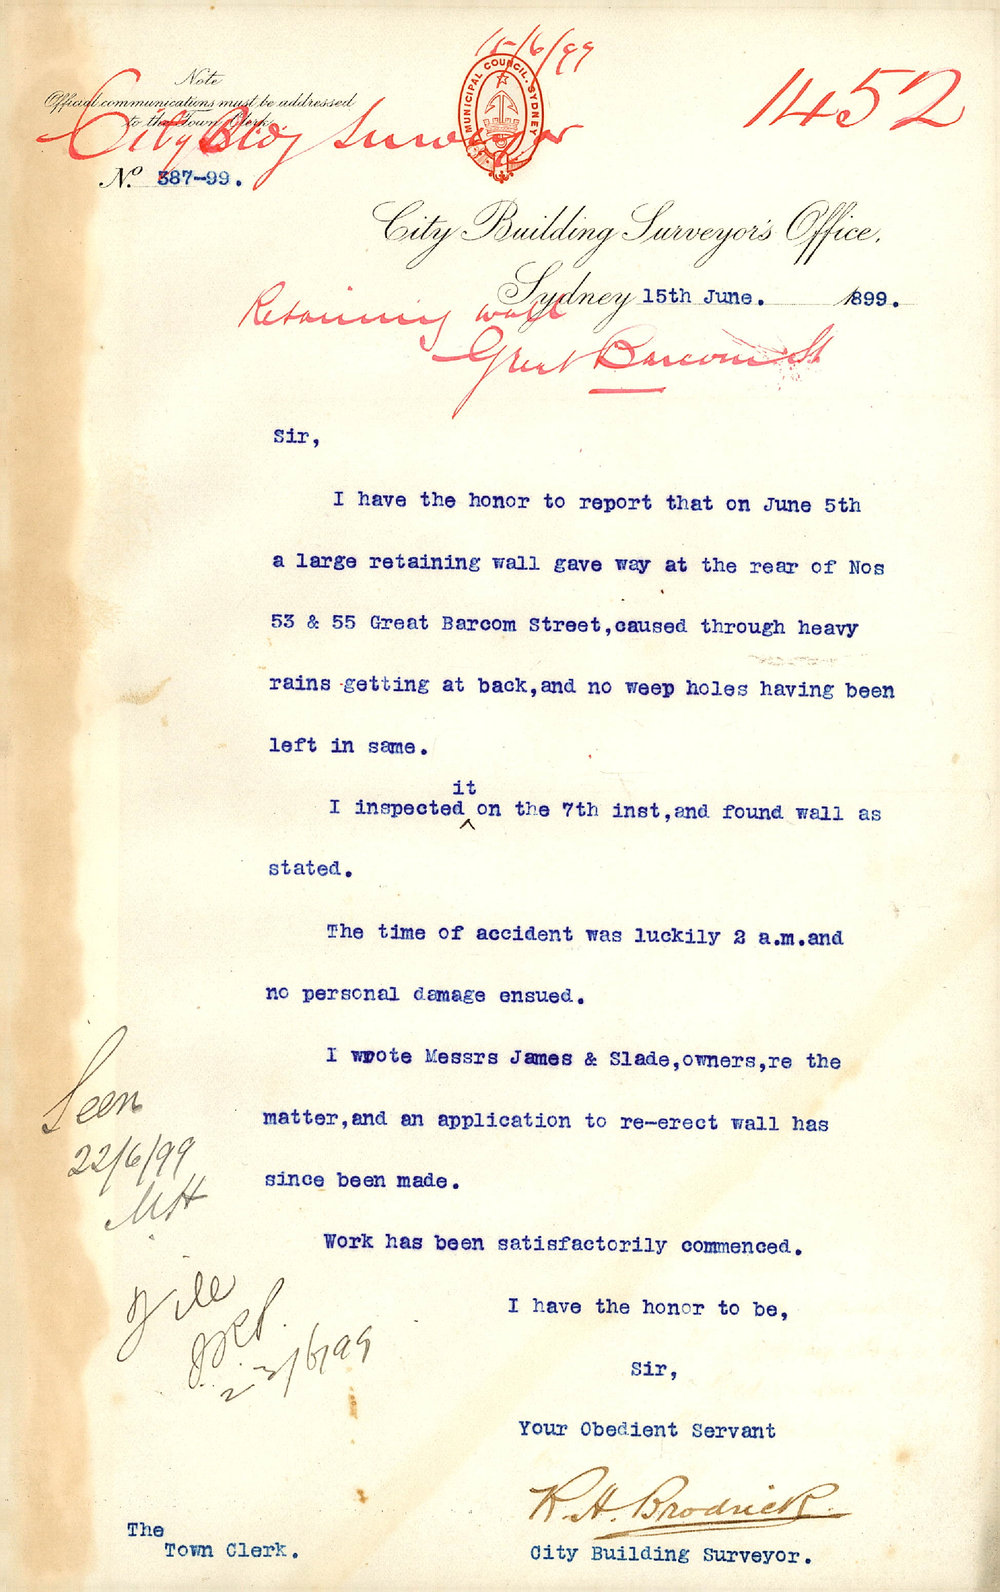 15/6/99
Note
Official communications must be addressed
to the Town Clerk
MUNICIPAL COUNCIL. SYDNEY
1452
City Bldg Surveyor
No. 387-99.
City Building Surveyor's Office.
Sydney 15th June. 1899.
Retaining wall
Great Barcom St
Sir,
I have the honor to report that on June 5th
a large retaining wall gave way at the rear of Nos
53 & 55 Great Barcom Street,caused through heavy
rains getting at back,and no weep holes having been
left in same.
it
I inspected ^ on the 7th inst,and found wall as
stated.
The time of accident was luckily 2 a.m.and
no personal damage ensued.
I wrote Messrs James & Slade,owners,re the
matter,and an application to re-erect wall has
since been made.
Work has been satisfactorily commenced.
I have the honor to be,
Sir,
Your Obedient Servant
R. H. Brodrick.
City Building Surveyor.
The
Town Clerk.
Seen
22/6/99
MH
File
23/6/99